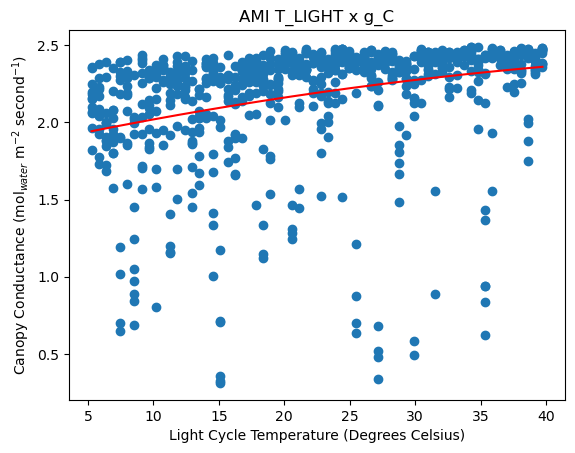 AMI T_LIGHT x g_C
Canopy Conductance (mol_water m⁻² second⁻¹)
2.5
2.0
1.5
1.0
0.5
5 10 15 20 25 30 35 40
Light Cycle Temperature (Degrees Celsius)